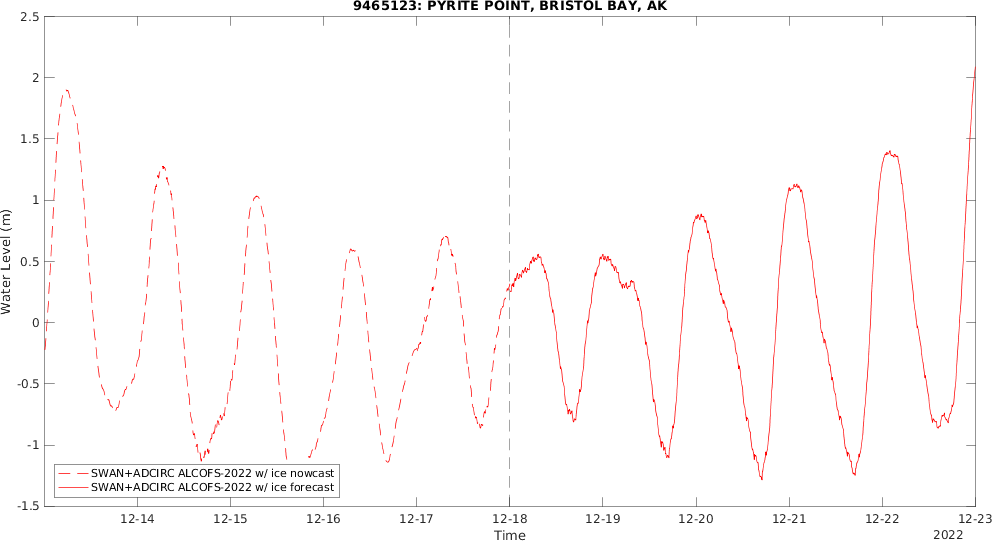 9465123: PYRITE POINT, BRISTOL BAY, AK
2.5
2
1.5
1
0.5
0
-0.5
-1
-1.5
Water Level (m)
SWAN+ADCIRC ALCOFS-2022 w/ ice nowcast
SWAN+ADCIRC ALCOFS-2022 w/ ice forecast
12-14 12-15 12-16 12-17 12-18 12-19 12-20 12-21 12-22 12-23
Time
2022